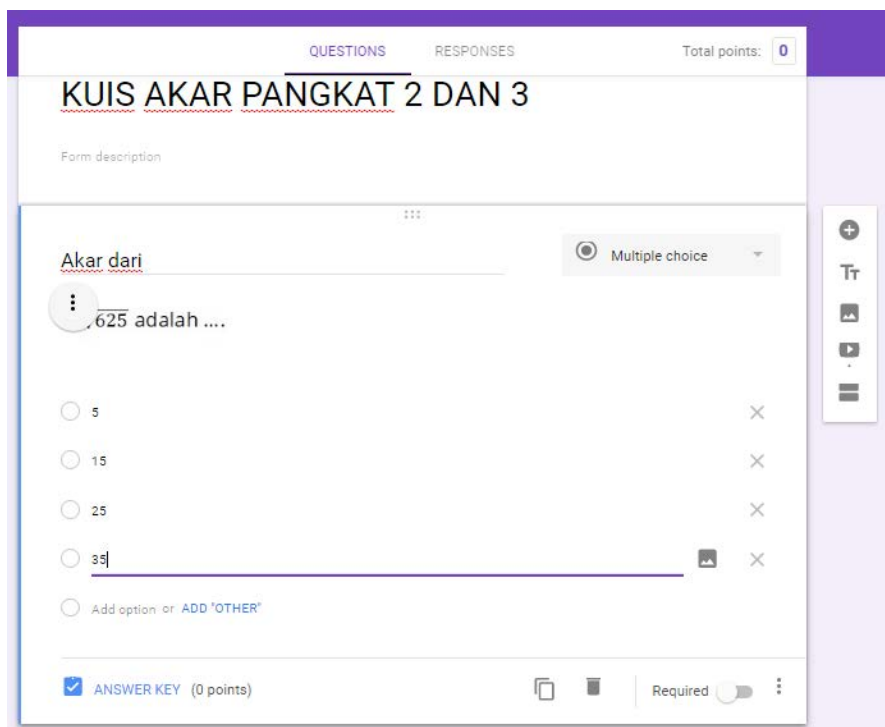 QUESTIONS RESPONSES Total points: 0
KUIS AKAR PANGKAT 2 DAN 3
Form description
Akar dari
Multiple choice
√625 adalah ....
5
15
25
35
Add option or ADD "OTHER"
ANSWER KEY (0 points)
Required
Tт